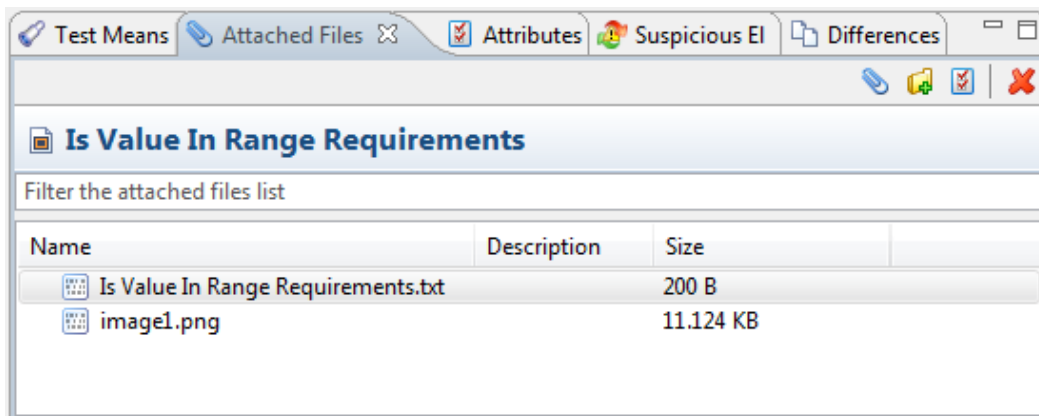 Test Means Attached Files Attributes Suspicious El Differences
Is Value In Range Requirements
Filter the attached files list
Name Description Size
Is Value In Range Requirements.txt 200 B
image1.png 11.124 KB